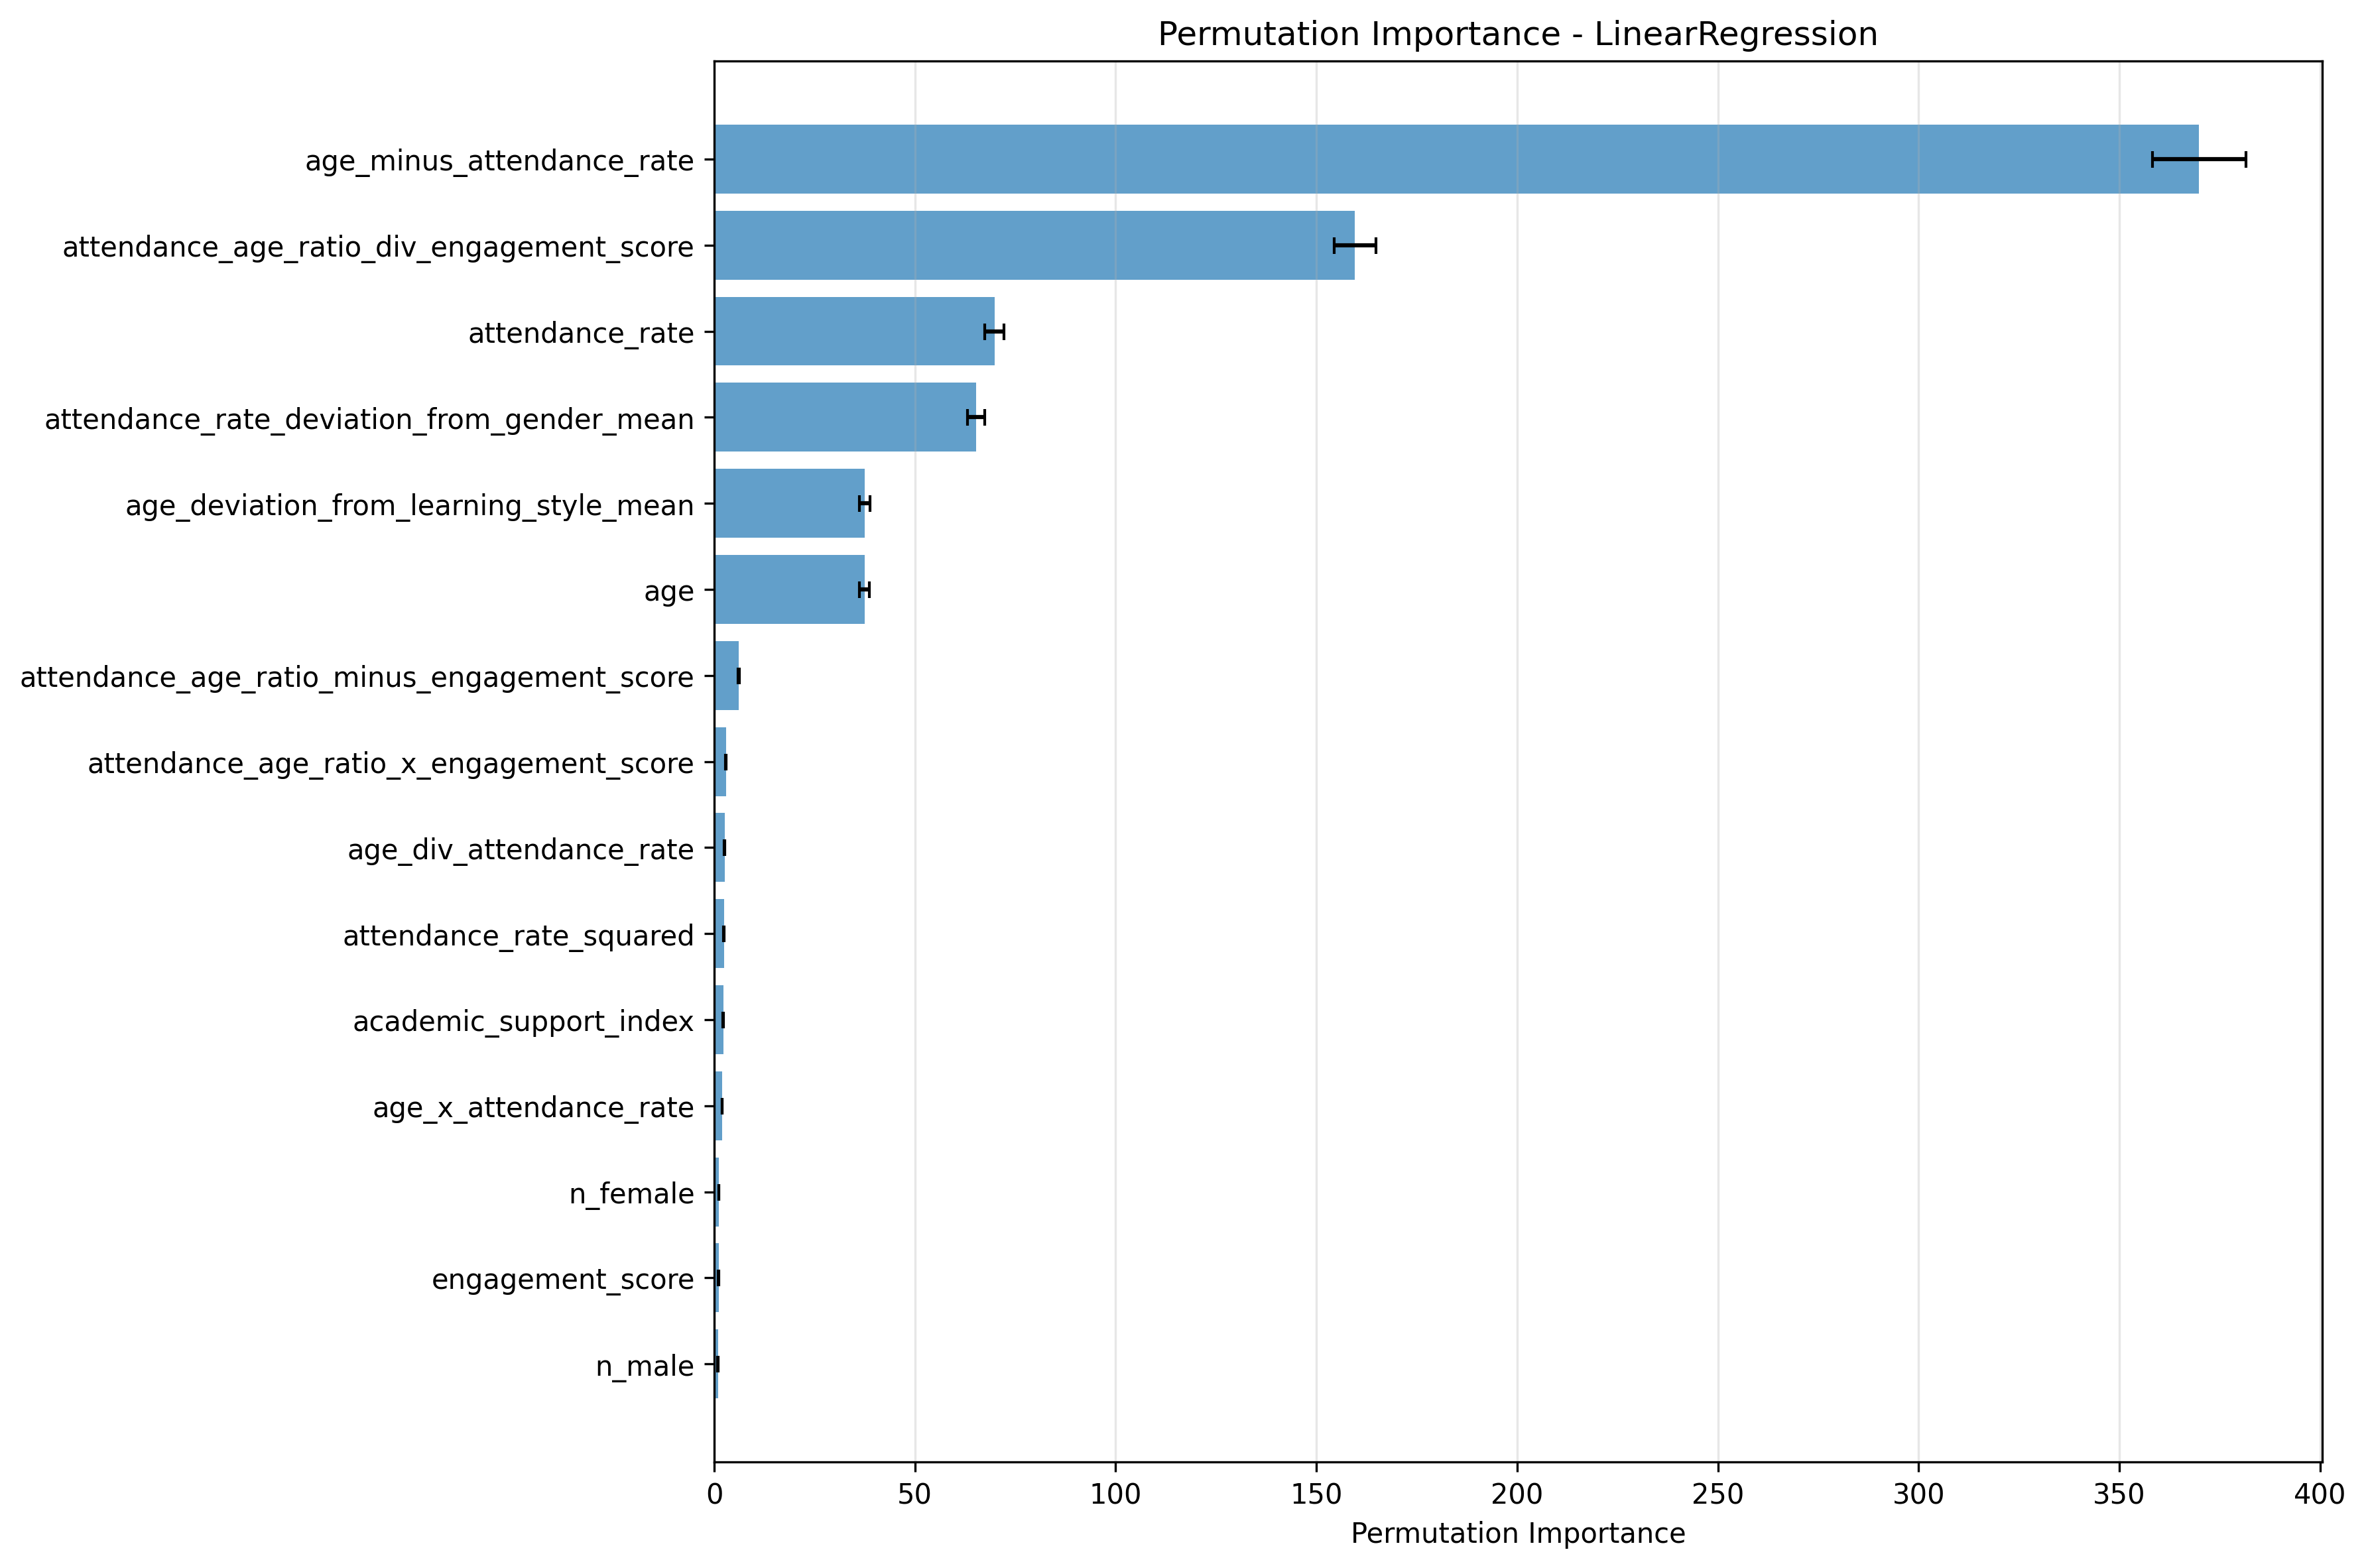 Permutation Importance - LinearRegression
age_minus_attendance_rate
attendance_age_ratio_div_engagement_score
attendance_rate
attendance_rate_deviation_from_gender_mean
age_deviation_from_learning_style_mean
age
attendance_age_ratio_minus_engagement_score
attendance_age_ratio_x_engagement_score
age_div_attendance_rate
attendance_rate_squared
academic_support_index
age_x_attendance_rate
n_female
engagement_score
n_male
0 50 100 150 200 250 300 350 400
Permutation Importance